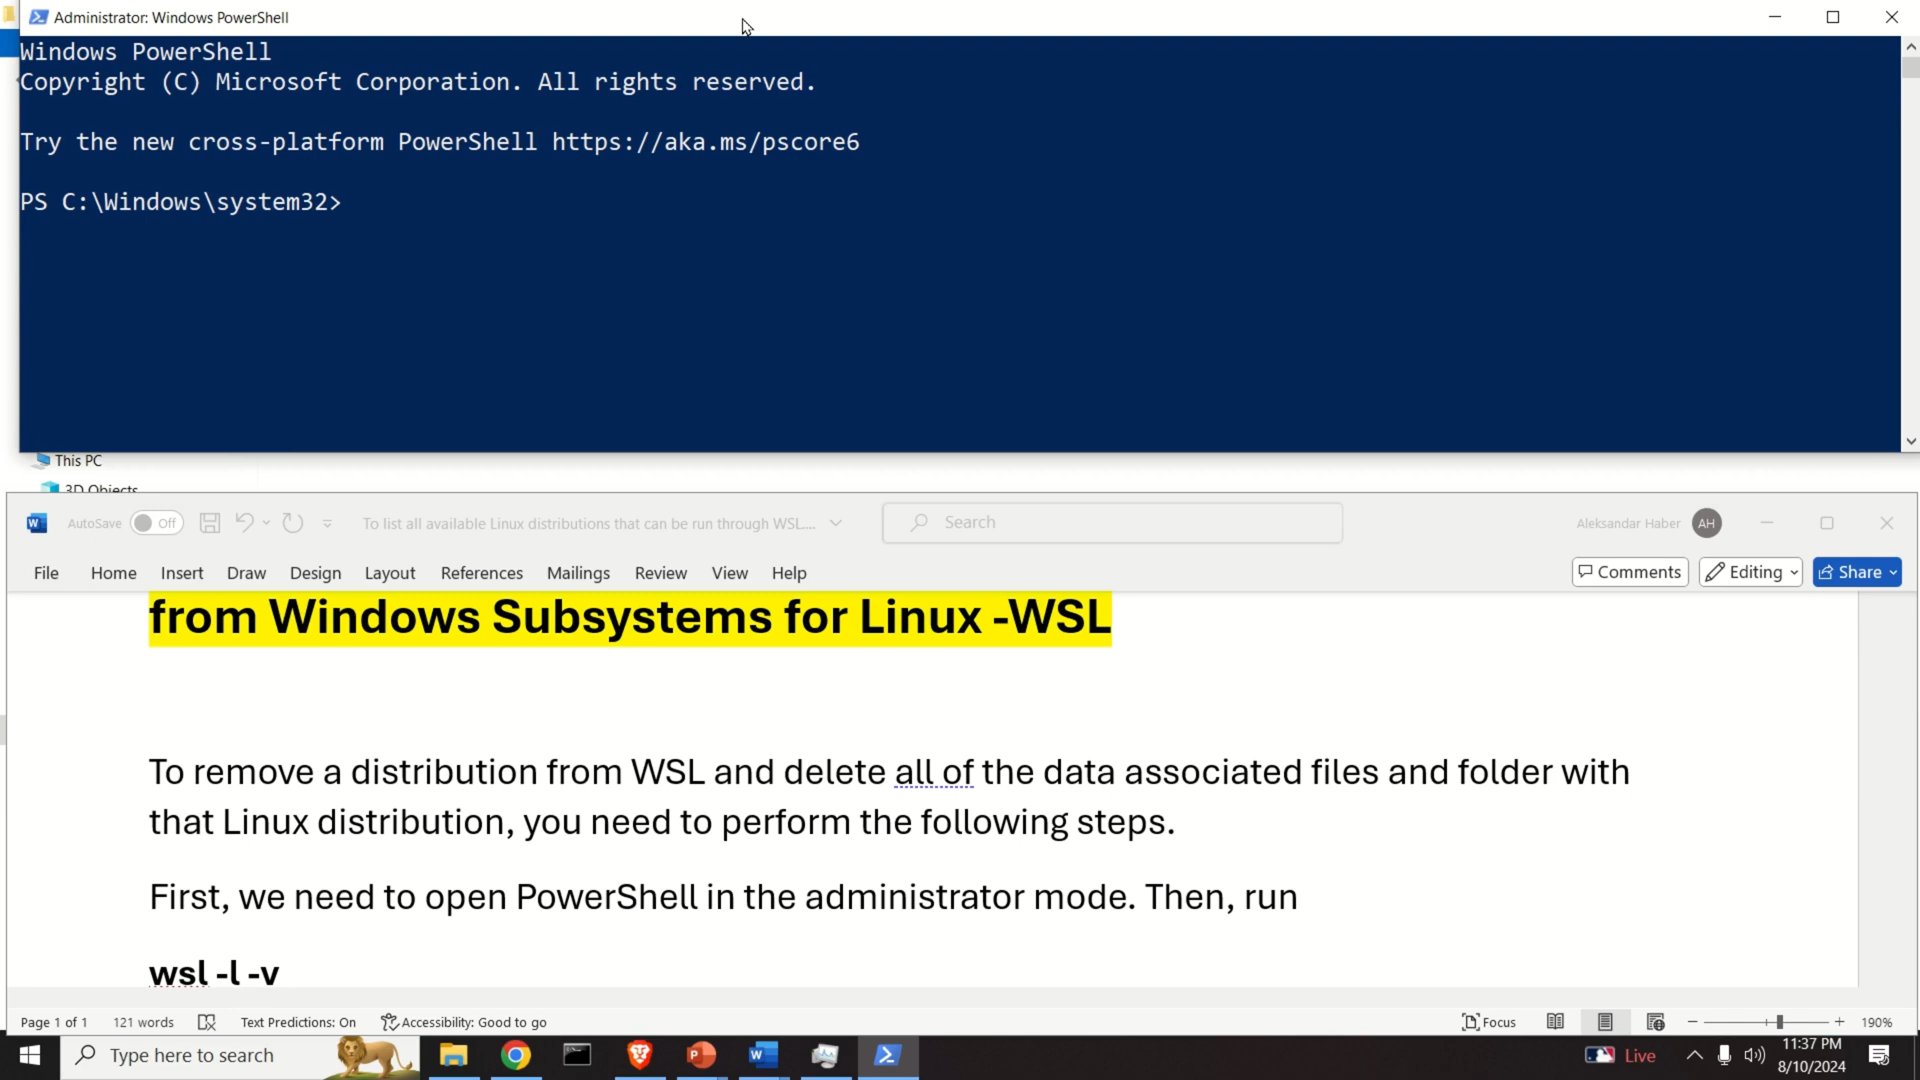 Administrator: Windows PowerShell
Windows PowerShell
Copyright (C) Microsoft Corporation. All rights reserved.
Try the new cross-platform PowerShell https://aka.ms/pscore6
PS C:\Windows\system32>
This PC
3D Objects
AutoSave Off To list all available Linux distributions that can be run through WSL.... Search Aleksandar Haber AH
File Home Insert Draw Design Layout References Mailings Review View Help Comments Editing Share
from Windows Subsystems for Linux -WSL
To remove a distribution from WSL and delete all of the data associated files and folder with
that Linux distribution, you need to perform the following steps.
First, we need to open PowerShell in the administrator mode. Then, run
wsl -l -v
Page 1 of 1 121 words Text Predictions: On Accessibility: Good to go Focus 190%
Type here to search Live 11:37 PM
8/10/2024